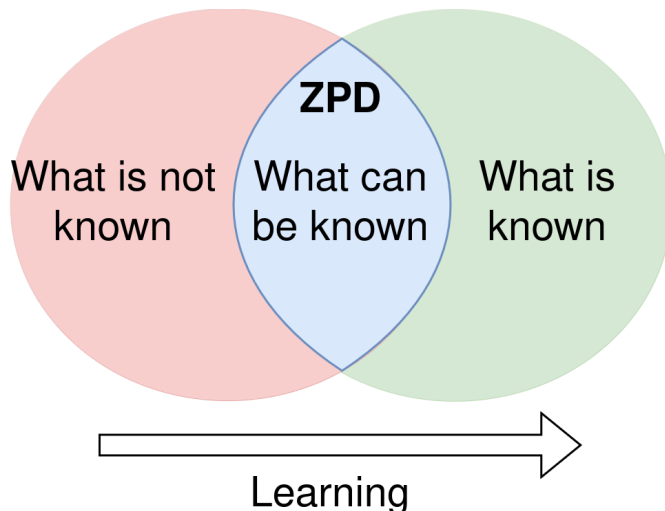 ZPD
What is not
known
What can
be known
What is
known
Learning